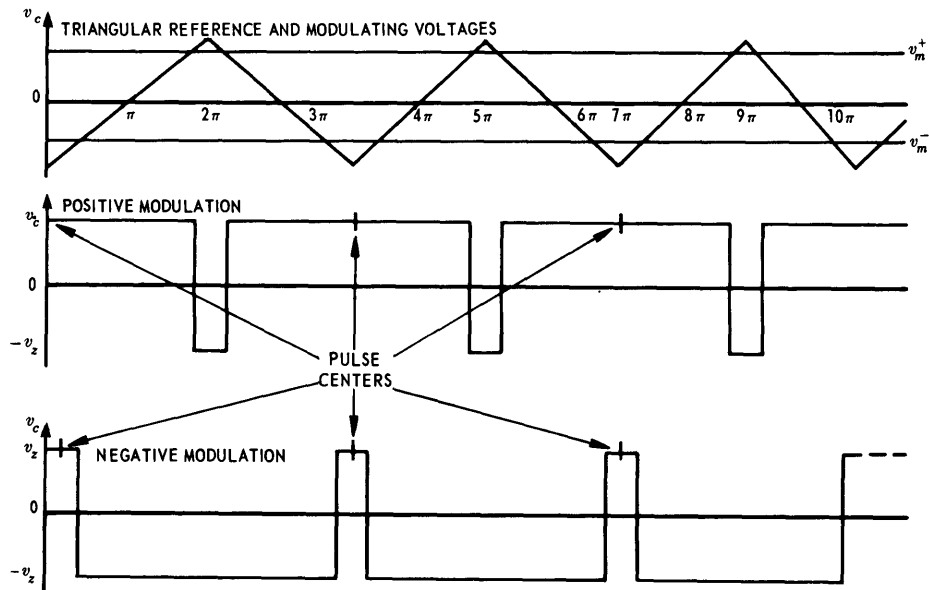 v_c
TRIANGULAR REFERENCE AND MODULATING VOLTAGES
v_m^+
0
π 2π 3π 4π 5π 6π 7π 8π 9π 10π
v_m^-
POSITIVE MODULATION
v_c
0
-v_z
PULSE
CENTERS
v_c
v_z
NEGATIVE MODULATION
0
-v_z